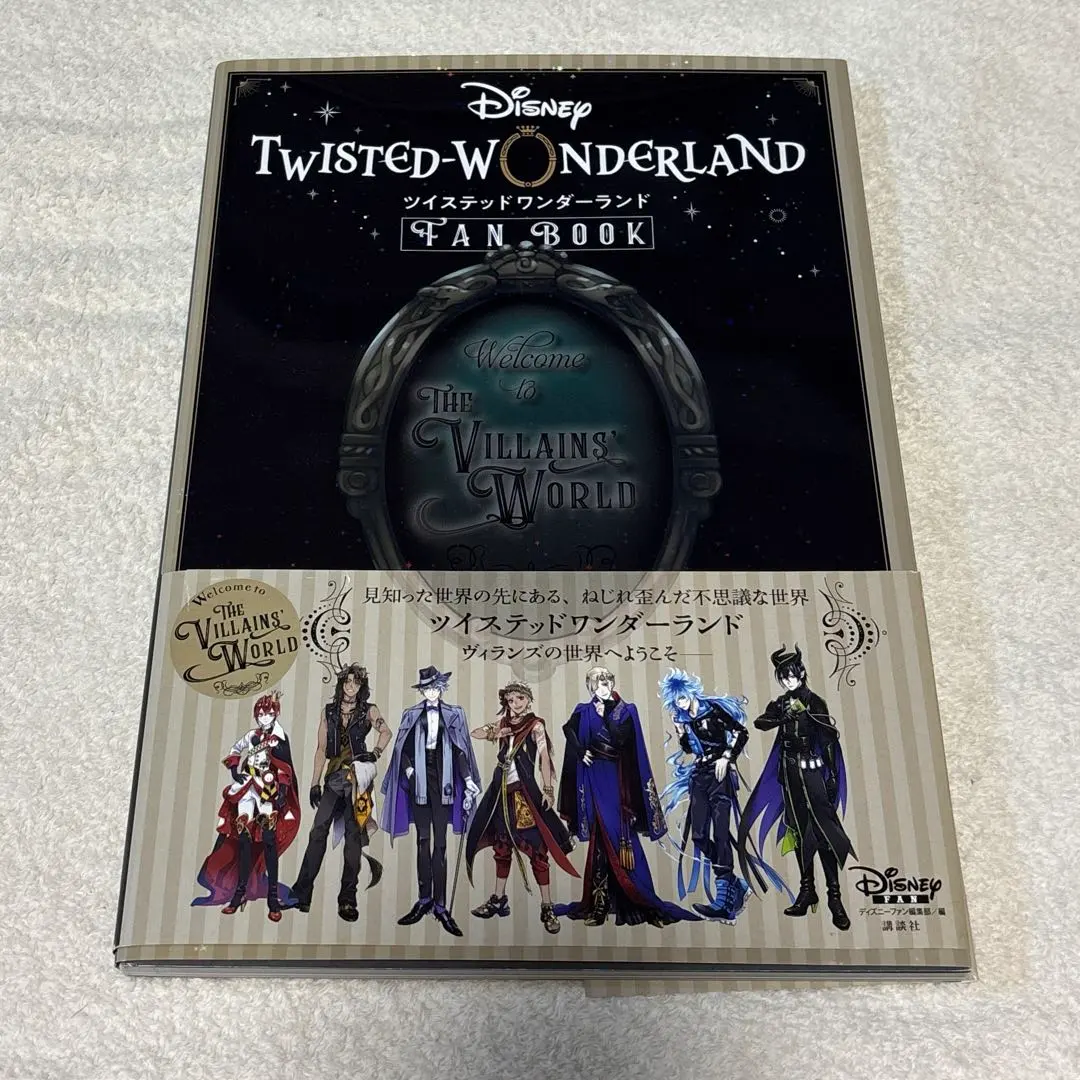 Disney
TWISTED-WONDERLAND
ツイステッドワンダーランド
FAN BOOK
Welcome
to
THE
VILLAINS'
WORLD
Welcome to
THE
VILLAINS'
WORLD
見知った世界の先にある、ねじれ歪んだ不思議な世界
ツイステッドワンダーランド
ヴィランズの世界へようこそ——
Disney
FAN
ディズニーファン編集部/編
講談社